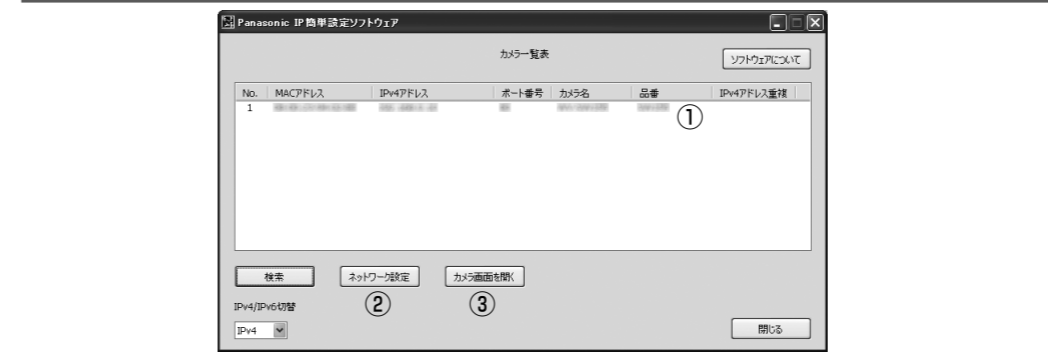 Panasonic IP簡単設定ソフトウェア
カメラ一覧表
ソフトウェアについて
No. MACアドレス IPv4アドレス ポート番号 カメラ名 品番 IPv4アドレス重複
1
①
検索 ネットワーク設定 カメラ画面を開く
② ③
IPv4/IPv6切替
IPv4 閉じる